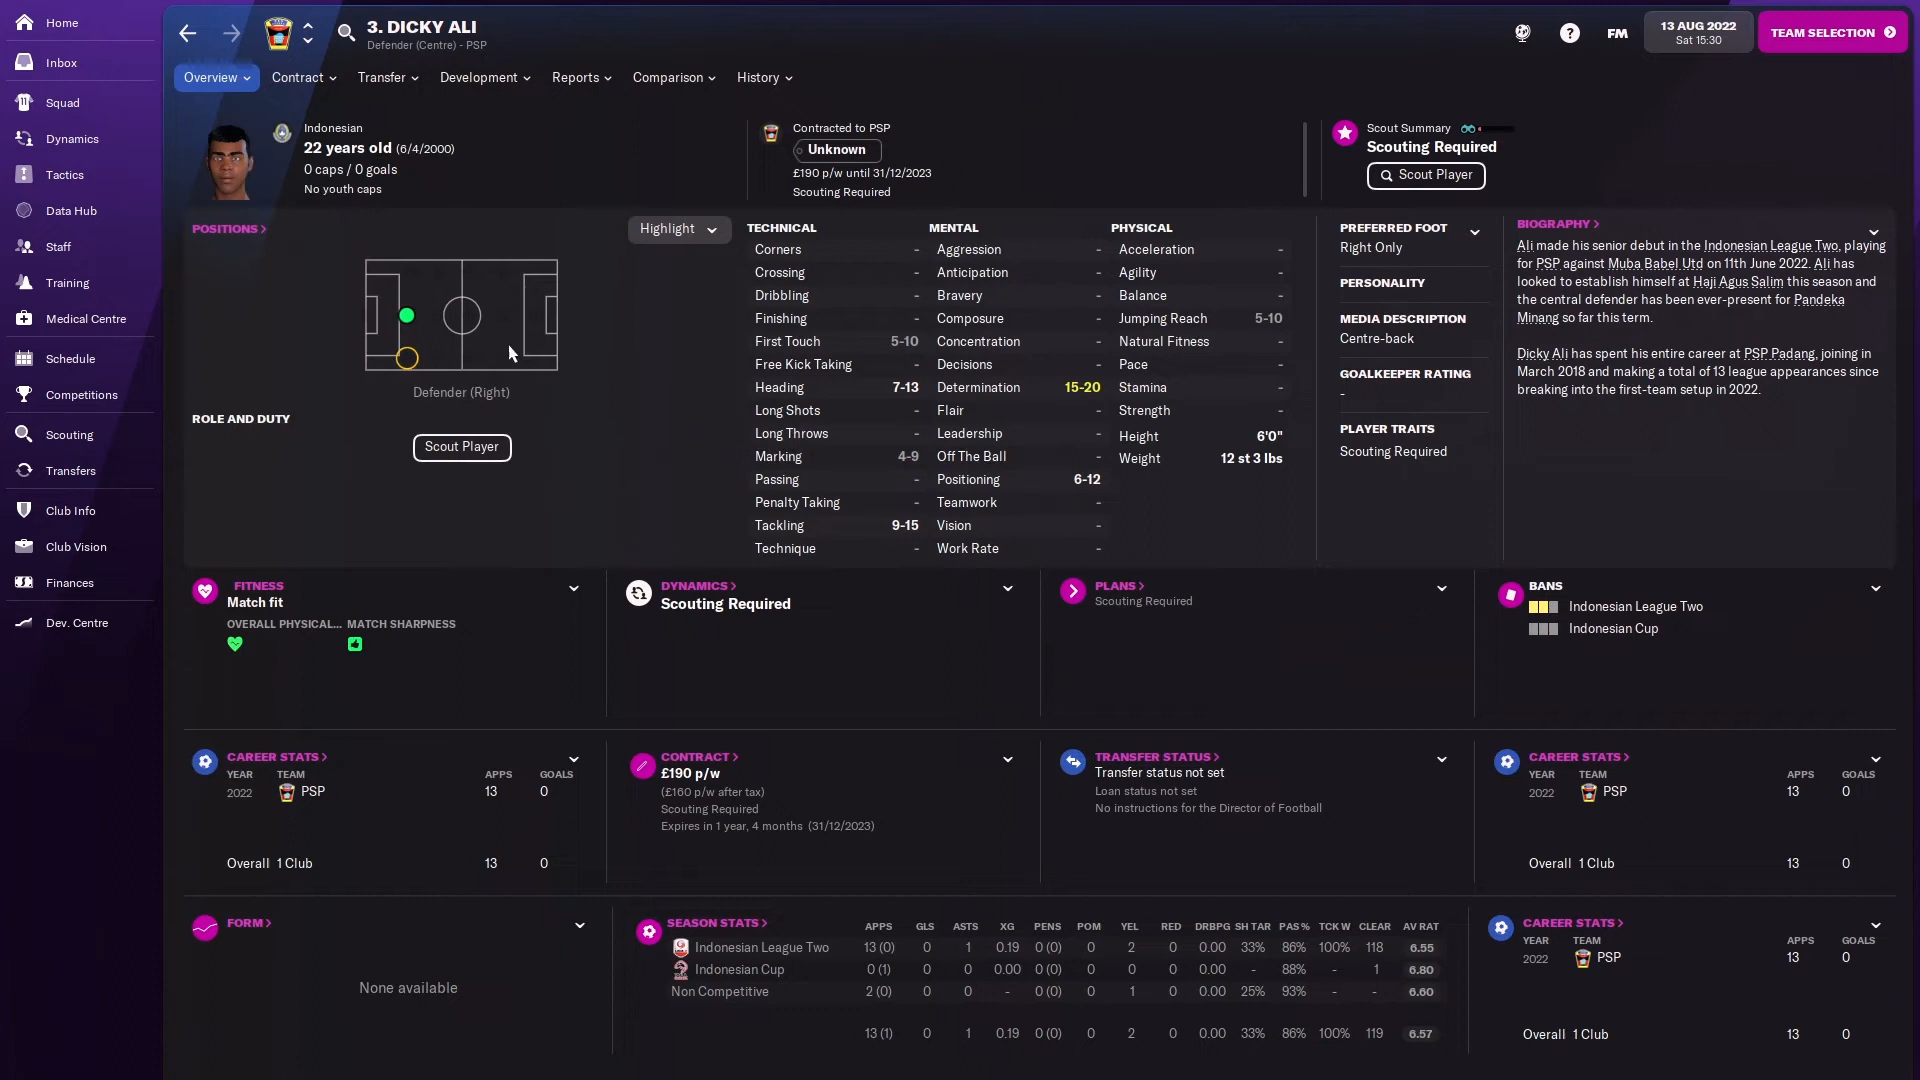 Home
Inbox
Squad
Dynamics
Tactics
Data Hub
Staff
Training
Medical Centre
Schedule
Competitions
Scouting
Transfers
Club Info
Club Vision
Finances
Dev. Centre
3. DICKY ALI
Defender (Centre) - PSP
FM
13 AUG 2022
Sat 15:30
TEAM SELECTION
Overview Contract Transfer Development Reports Comparison History
Indonesian
22 years old (6/4/2000)
0 caps / 0 goals
No youth caps
Contracted to PSP
Unknown
£190 p/w until 31/12/2023
Scouting Required
Scout Summary
Scouting Required
Scout Player
POSITIONS >
Highlight
Defender (Right)
ROLE AND DUTY
Scout Player
TECHNICAL
Corners -
Crossing -
Dribbling -
Finishing -
First Touch 5-10
Free Kick Taking -
Heading 7-13
Long Shots -
Long Throws -
Marking 4-9
Passing -
Penalty Taking -
Tackling 9-15
Technique -
MENTAL
Aggression -
Anticipation -
Bravery -
Composure -
Concentration -
Decisions -
Determination 15-20
Flair -
Leadership -
Off The Ball -
Positioning 6-12
Teamwork -
Vision -
Work Rate -
PHYSICAL
Acceleration -
Agility -
Balance -
Jumping Reach 5-10
Natural Fitness -
Pace -
Stamina -
Strength -
Height 6'0"
Weight 12 st 3 lbs
PREFERRED FOOT
Right Only
PERSONALITY
MEDIA DESCRIPTION
Centre-back
GOALKEEPER RATING
-
PLAYER TRAITS
Scouting Required
BIOGRAPHY >
Ali made his senior debut in the Indonesian League Two, playing
for PSP against Muba Babel Utd on 11th June 2022. Ali has
looked to establish himself at Haji Agus Salim this season and
the central defender has been ever-present for Pandeka
Minang so far this term.
Dicky Ali has spent his entire career at PSP Padang, joining in
March 2018 and making a total of 13 league appearances since
breaking into the first-team setup in 2022.
FITNESS
Match fit
OVERALL PHYSICAL... MATCH SHARPNESS
DYNAMICS >
Scouting Required
PLANS >
Scouting Required
BANS
Indonesian League Two
Indonesian Cup
CAREER STATS >
YEAR TEAM APPS GOALS
2022 PSP 13 0
Overall 1 Club 13 0
CONTRACT >
£190 p/w
(£160 p/w after tax)
Scouting Required
Expires in 1 year, 4 months (31/12/2023)
TRANSFER STATUS >
Transfer status not set
Loan status not set
No instructions for the Director of Football
CAREER STATS >
YEAR TEAM APPS GOALS
2022 PSP 13 0
Overall 1 Club 13 0
FORM >
None available
SEASON STATS > APPS GLS ASTS XG PENS POM YEL RED DRBPG SH TAR PAS % TCK W CLEAR AV RAT
Indonesian League Two 13 (0) 0 1 0.19 0 (0) 0 2 0 0.00 33% 86% 100% 118 6.55
Indonesian Cup 0 (1) 0 0 0.00 0 (0) 0 0 0 0.00 - 88% - 1 6.80
Non Competitive 2 (0) 0 0 - 0 (0) 0 1 0 0.00 25% 93% - - 6.60
13 (1) 0 1 0.19 0 (0) 0 2 0 0.00 33% 86% 100% 119 6.57
CAREER STATS >
YEAR TEAM APPS GOALS
2022 PSP 13 0
Overall 1 Club 13 0